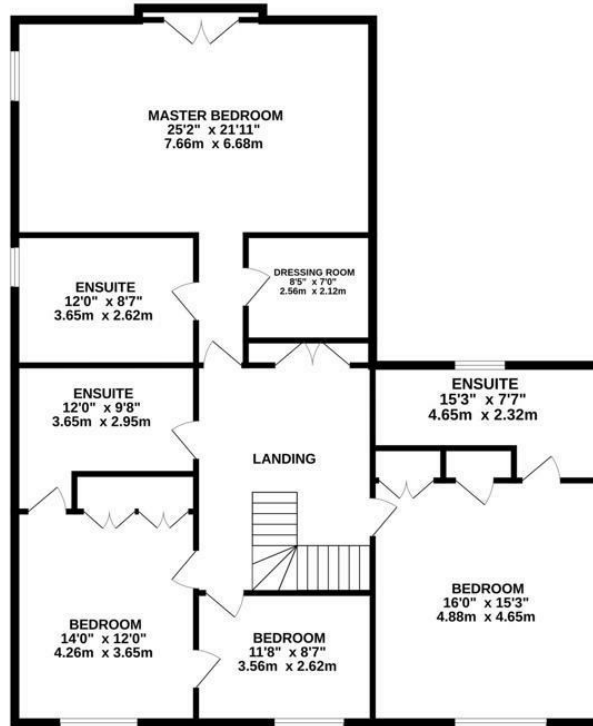 MASTER BEDROOM
25'2" x 21'11"
7.66m x 6.68m
ENSUITE
12'0" x 8'7"
3.65m x 2.62m
DRESSING ROOM
8'5" x 7'0"
2.56m x 2.12m
ENSUITE
12'0" x 9'8"
3.65m x 2.95m
ENSUITE
15'3" x 7'7"
4.65m x 2.32m
LANDING
BEDROOM
14'0" x 12'0"
4.26m x 3.65m
BEDROOM
11'8" x 8'7"
3.56m x 2.62m
BEDROOM
16'0" x 15'3"
4.88m x 4.65m